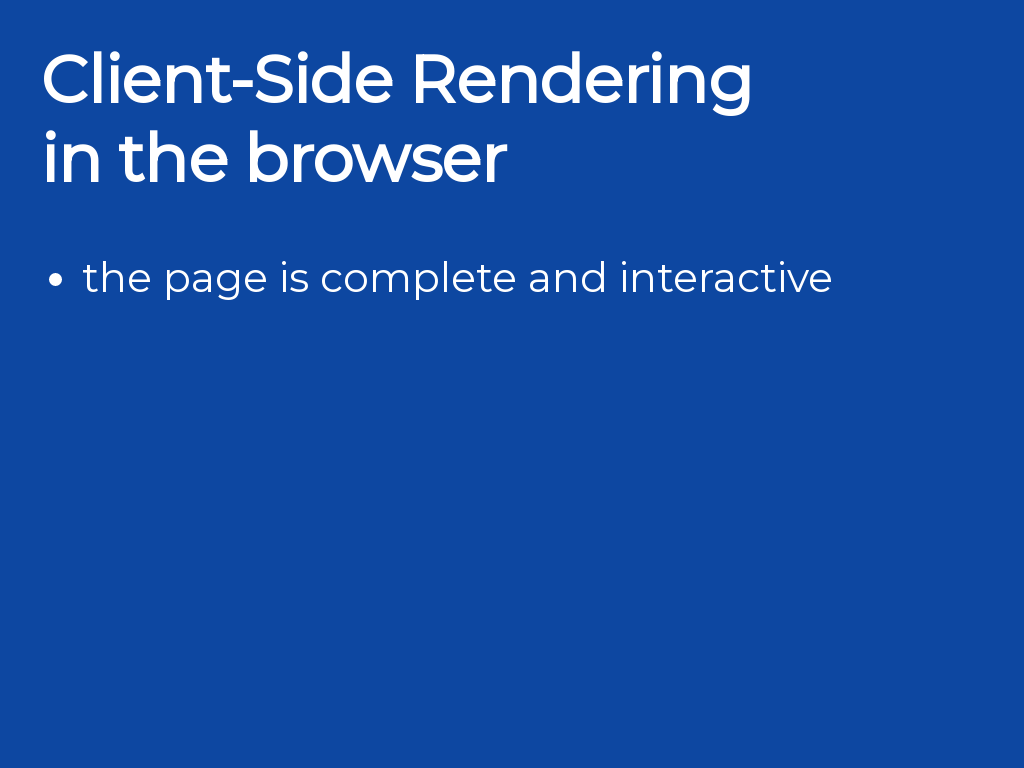 Client-Side Rendering
in the browser
• the page is complete and interactive